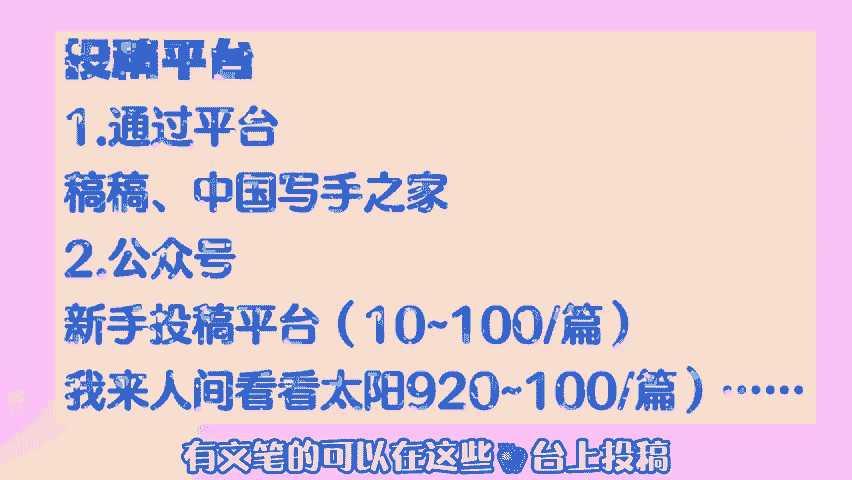 投稿平台
1.通过平台
稿稿、中国写手之家
2.公众号
新手投稿平台（10~100/篇）
我来人间看看太阳920~100/篇）……
有文笔的可以在这些台上投稿